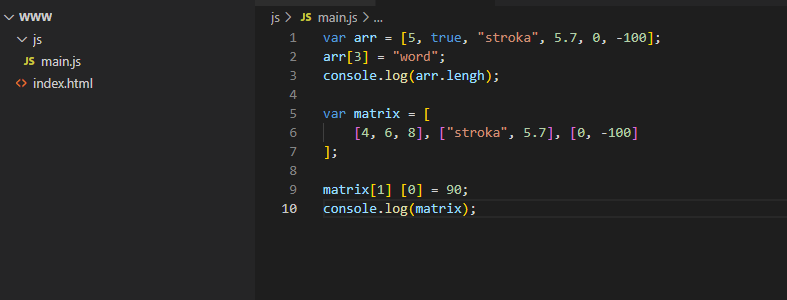 www
js
JS main.js
<> index.html
js > JS main.js > ...
1 var arr = [5, true, "stroka", 5.7, 0, -100];
2 arr[3] = "word";
3 console.log(arr.lengh);
4
5 var matrix = [
6     [4, 6, 8], ["stroka", 5.7], [0, -100]
7 ];
8
9 matrix[1] [0] = 90;
10 console.log(matrix);